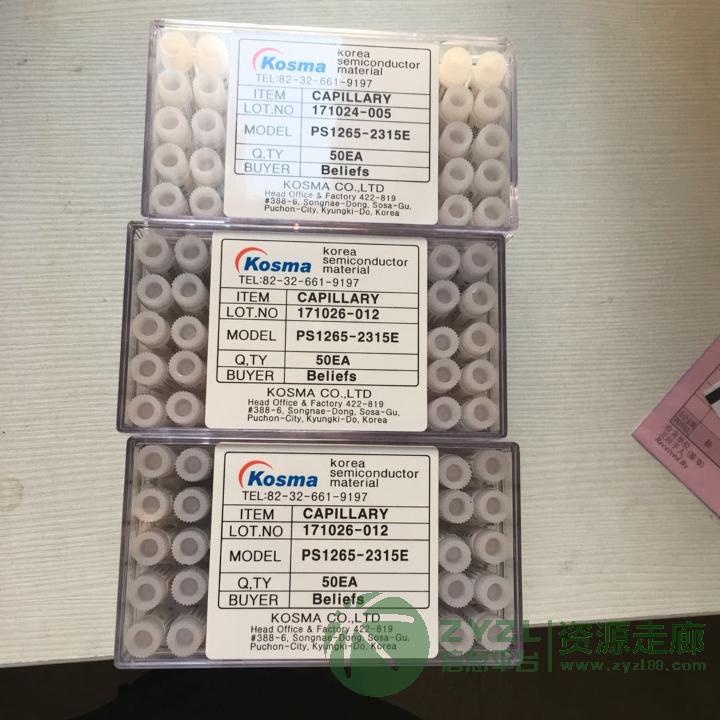 Kosma
korea
semiconductor
material
TEL:82-32-661-9197
ITEM CAPILLARY
LOT.NO 171024-005
MODEL PS1265-2315E
Q,TY 50EA
BUYER Beliefs
KOSMA CO.,LTD
Head Office & Factory 422-819
#388-6, Songnae-Dong, Sosa-Gu,
Puchon-City, Kyungki-Do, Korea
Kosma
korea
semiconductor
material
TEL:82-32-661-9197
ITEM CAPILLARY
LOT.NO 171026-012
MODEL PS1265-2315E
Q,TY 50EA
BUYER Beliefs
KOSMA CO.,LTD
Head Office & Factory 422-819
#388-6, Songnae-Dong, Sosa-Gu,
Puchon-City, Kyungki-Do, Korea
Kosma
korea
semiconductor
material
TEL:82-32-661-9197
ITEM CAPILLARY
LOT.NO 171026-012
MODEL PS1265-2315E
Q,TY 50EA
BUYER Beliefs
KOSMA CO.,LTD
Head Office & Factory 422-819
#388-6, Songnae-Dong, Sosa-Gu,
Puchon-City, Kyungki-Do, Korea
Received By
ZYZL 资源走廊
信息平台 www.zyzl88.com